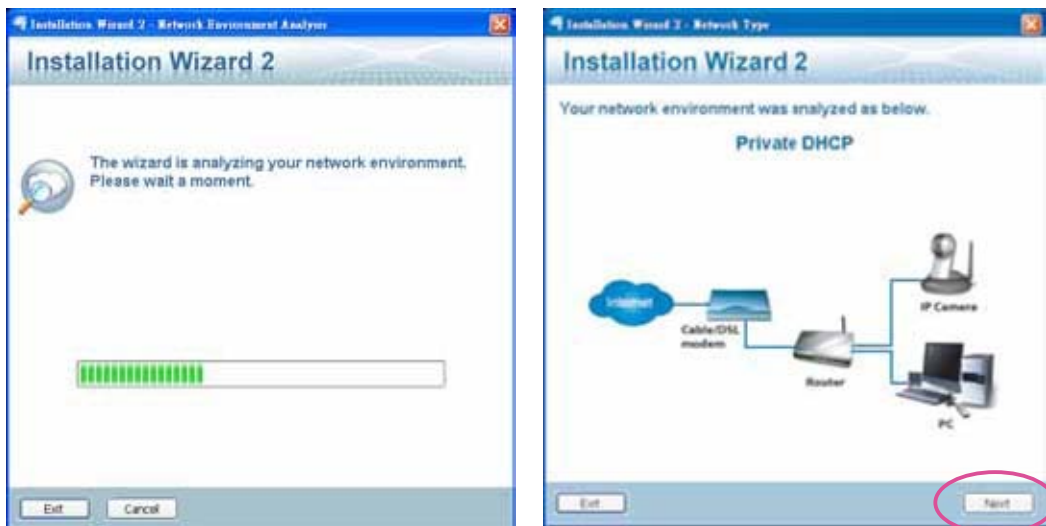 Installation Wizard 2 - Network Environment Analysis
Installation Wizard 2
The wizard is analyzing your network environment.
Please wait a moment.
Exit
Cancel
Installation Wizard 2 - Network Type
Installation Wizard 2
Your network environment was analyzed as below.
Private DHCP
Internet
Cable/DSL
modem
Router
IP Camera
PC
Exit
Next